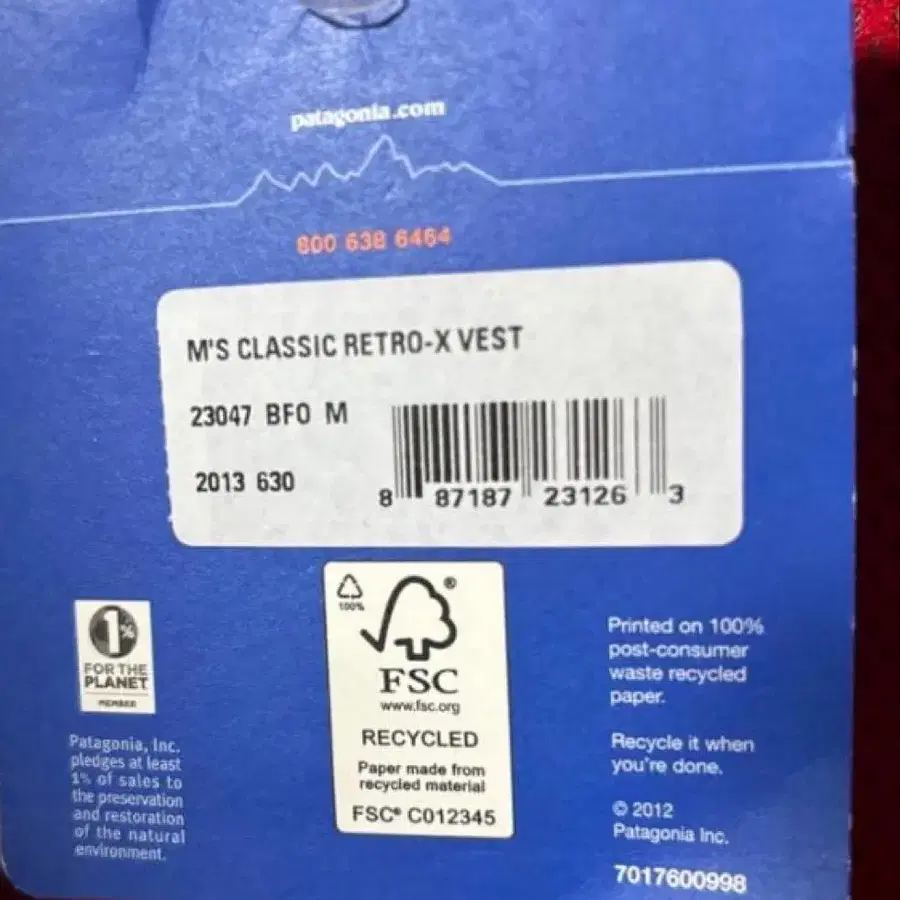 patagonia.com
800 638 6464
M'S CLASSIC RETRO-X VEST
23047 BFO M
2013 630
8 87187 23126 3
1%
FOR THE
PLANET
MEMBER
Patagonia, Inc.
pledges at least
1% of sales to
the preservation
and restoration
of the natural
environment.
100%
®
FSC
www.fsc.org
RECYCLED
Paper made from
recycled material
FSC® C012345
Printed on 100%
post-consumer
waste recycled
paper.
Recycle it when
you're done.
© 2012
Patagonia Inc.
7017600998